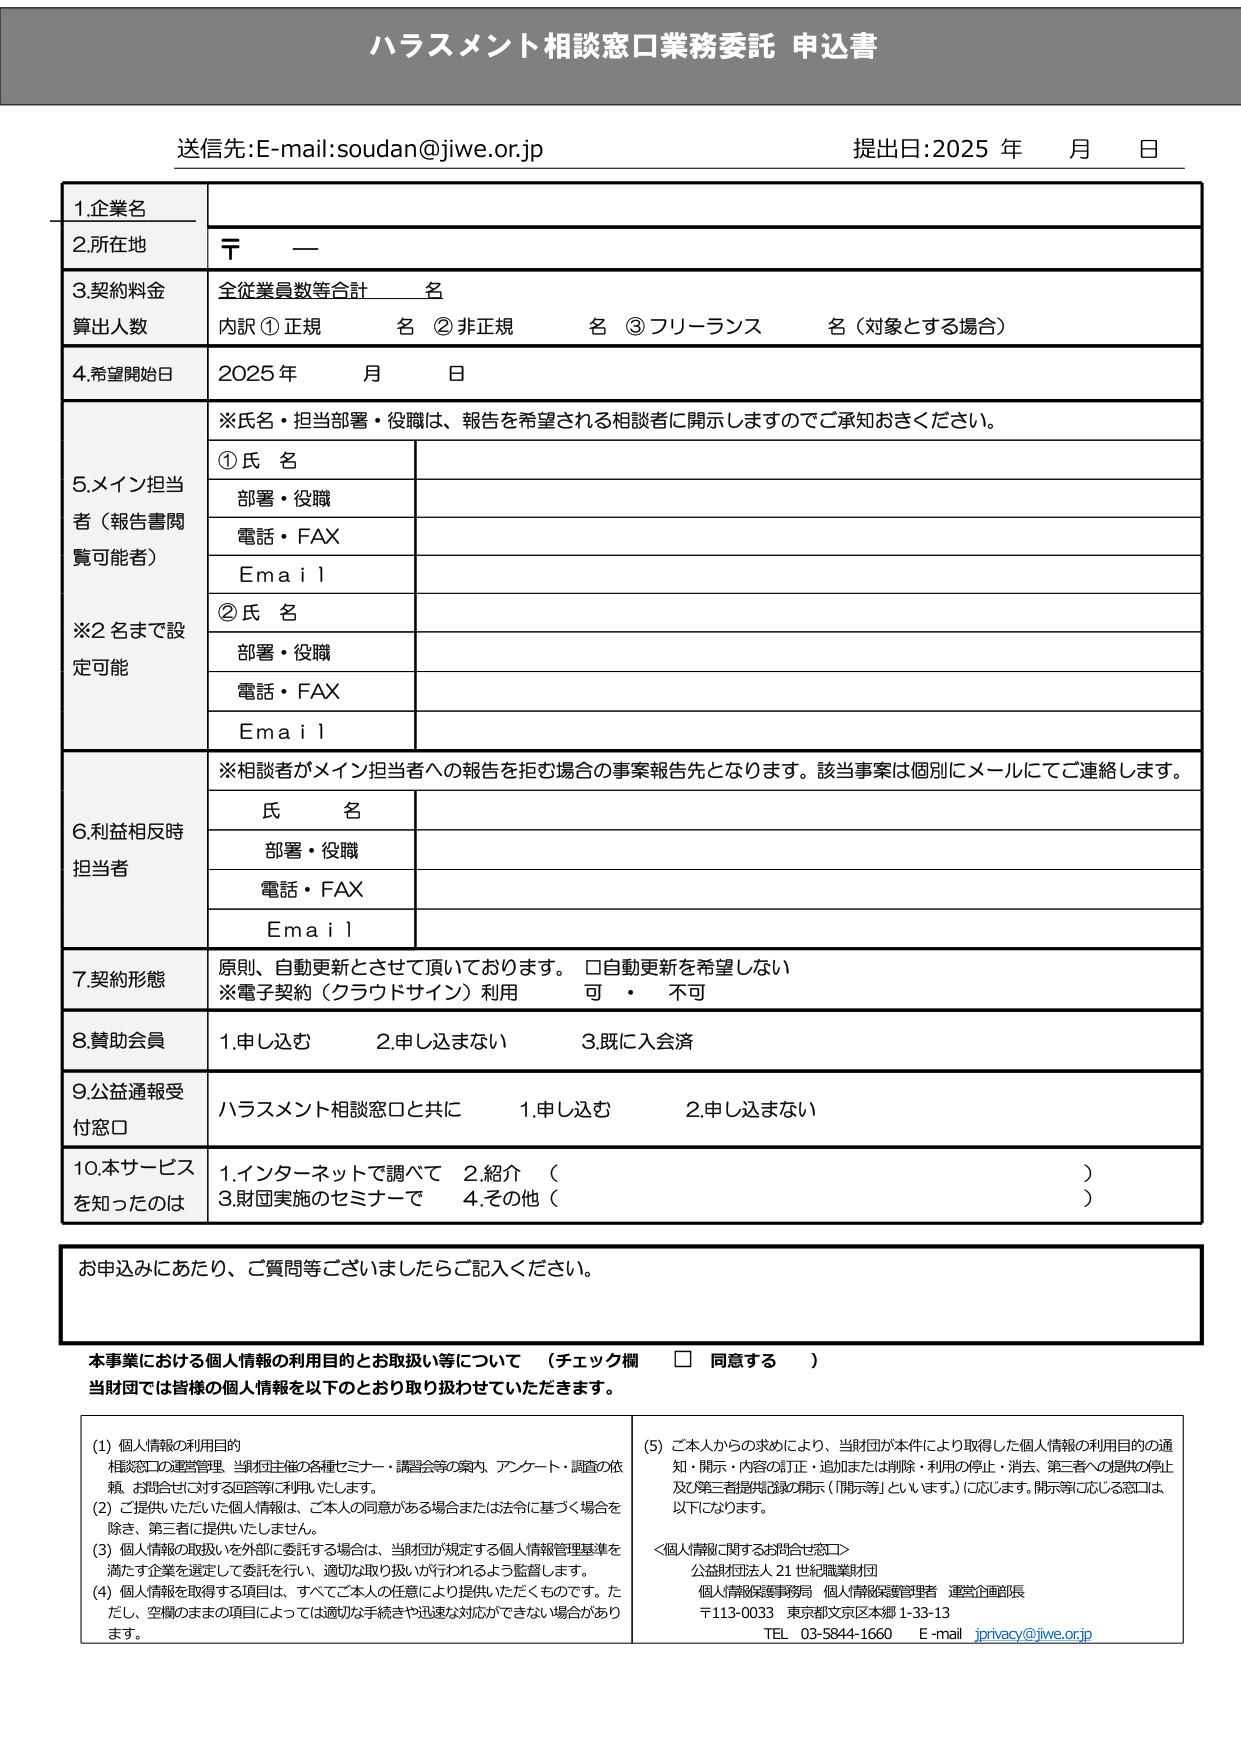 ハラスメント相談窓口業務委託 申込書
送信先:E-mail:soudan@jiwe.or.jp 提出日:2025 年 月 日
1.企業名
2.所在地 〒 ―
3.契約料金 全従業員数等合計 名
算出人数 内訳 ① 正規 名 ② 非正規 名 ③ フリーランス 名（対象とする場合）
4.希望開始日 2025 年 月 日
※氏名・担当部署・役職は、報告を希望される相談者に開示しますのでご承知おきください。
5.メイン担当
者（報告書閲
覧可能者）
※2 名まで設
定可能
①氏 名
部署・役職
電話・ FAX
Ｅｍａｉｌ
②氏 名
部署・役職
電話・ FAX
Ｅｍａｉｌ
※相談者がメイン担当者への報告を拒む場合の事案報告先となります。該当事案は個別にメールにてご連絡します。
6.利益相反時
担当者
氏 名
部署・役職
電話・ FAX
Ｅｍａｉｌ
7.契約形態
原則、自動更新とさせて頂いております。 □自動更新を希望しない
※電子契約（クラウドサイン）利用 可 ・ 不可
8.賛助会員 1.申し込む 2.申し込まない 3.既に入会済
9.公益通報受
付窓口
ハラスメント相談窓口と共に 1.申し込む 2.申し込まない
10.本サービス
を知ったのは
1.インターネットで調べて 2.紹介 （ ）
3.財団実施のセミナーで 4.その他（ ）
お申込みにあたり、ご質問等ございましたらご記入ください。
本事業における個人情報の利用目的とお取扱い等について （チェック欄 □ 同意する ）
当財団では皆様の個人情報を以下のとおり取り扱わせていただきます。
(1) 個人情報の利用目的
相談窓口の運営管理、当財団主催の各種セミナー・講習会等の案内、アンケート・調査の依
頼、お問合せに対する回答等に利用いたします。
(2) ご提供いただいた個人情報は、ご本人の同意がある場合または法令に基づく場合を
除き、第三者に提供いたしません。
(3) 個人情報の取扱いを外部に委託する場合は、当財団が規定する個人情報管理基準を
満たす企業を選定して委託を行い、適切な取り扱いが行われるよう監督します。
(4) 個人情報を取得する項目は、すべてご本人の任意により提供いただくものです。た
だし、空欄のままの項目によっては適切な手続きや迅速な対応ができない場合があり
ます。
(5) ご本人からの求めにより、当財団が本件により取得した個人情報の利用目的の通
知・開示・内容の訂正・追加または削除・利用の停止・消去、第三者への提供の停止
及び第三者提供記録の開示（「開示等」といいます。）に応じます。開示等に応じる窓口は、
以下になります。
＜個人情報に関するお問合せ窓口＞
公益財団法人 21 世紀職業財団
個人情報保護事務局 個人情報保護管理者 運営企画部長
〒113-0033 東京都文京区本郷 1-33-13
TEL 03-5844-1660 E-mail jprivacy@jiwe.or.jp